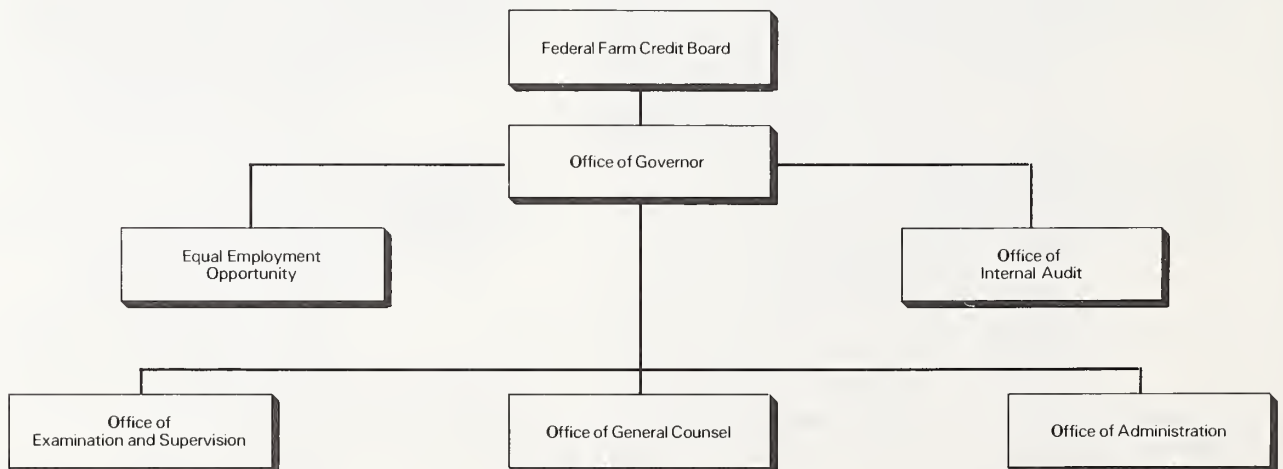 Federal Farm Credit Board
Office of Governor
Equal Employment
Opportunity
Office of
Internal Audit
Office of
Examination and Supervision
Office of General Counsel
Office of Administration